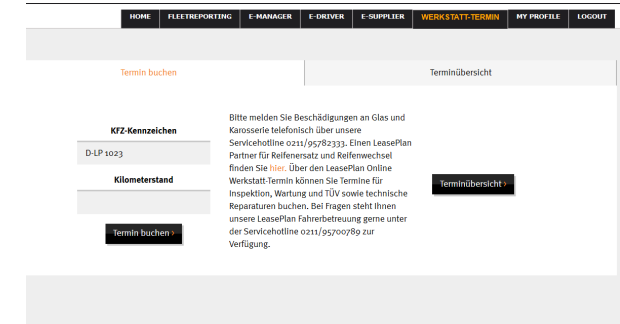 HOME FLEETREPORTING E-MANAGER E-DRIVER E-SUPPLIER WERKSTATT-TERMIN MY PROFILE LOGOUT
Termin buchen
Terminübersicht
KFZ-Kennzeichen
D-LP 1023
Kilometerstand
Termin buchen ›
Bitte melden Sie Beschädigungen an Glas und
Karosserie telefonisch über unsere
Servicehotline 0211/95782333. Einen LeasePlan
Partner für Reifenersatz und Reifenwechsel
finden Sie hier. Über den LeasePlan Online
Werkstatt-Termin können Sie Termine für
Inspektion, Wartung und TÜV sowie technische
Reparaturen buchen. Bei Fragen steht Ihnen
unsere LeasePlan Fahrerbetreuung gerne unter
der Servicehotline 0211/95700789 zur
Verfügung.
Terminübersicht ›